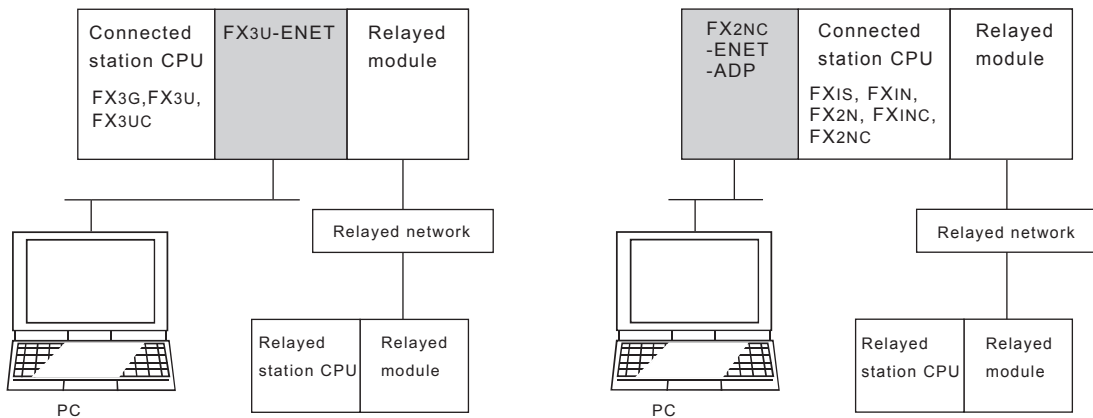 Connected
station CPU
FX3G,FX3U,
FX3UC
FX3U-ENET
Relayed
module
Relayed network
Relayed
station CPU
Relayed
module
PC
FX2NC
-ENET
-ADP
Connected
station CPU
FX1S, FX1N,
FX2N, FX1NC,
FX2NC
Relayed
module
Relayed network
Relayed
station CPU
Relayed
module
PC